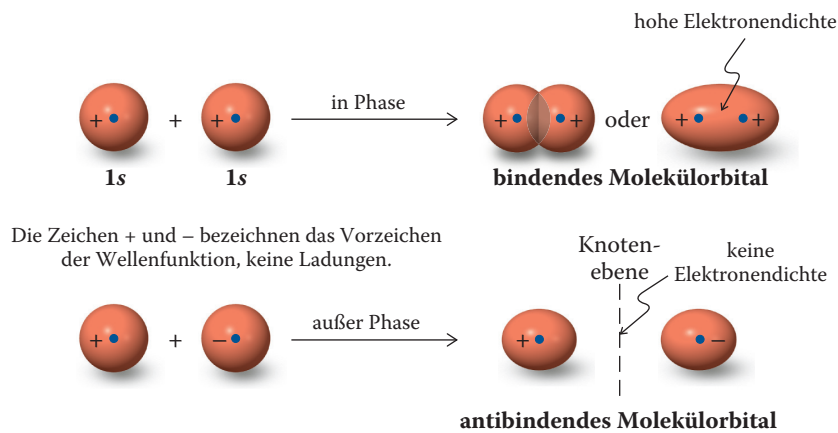 hohe Elektronendichte
+ + + in Phase + + oder + +
1s 1s bindendes Molekülorbital
Die Zeichen + und – bezeichnen das Vorzeichen
der Wellenfunktion, keine Ladungen.
Knoten-
ebene
keine
Elektronendichte
+ + – außer Phase + –
antibindendes Molekülorbital